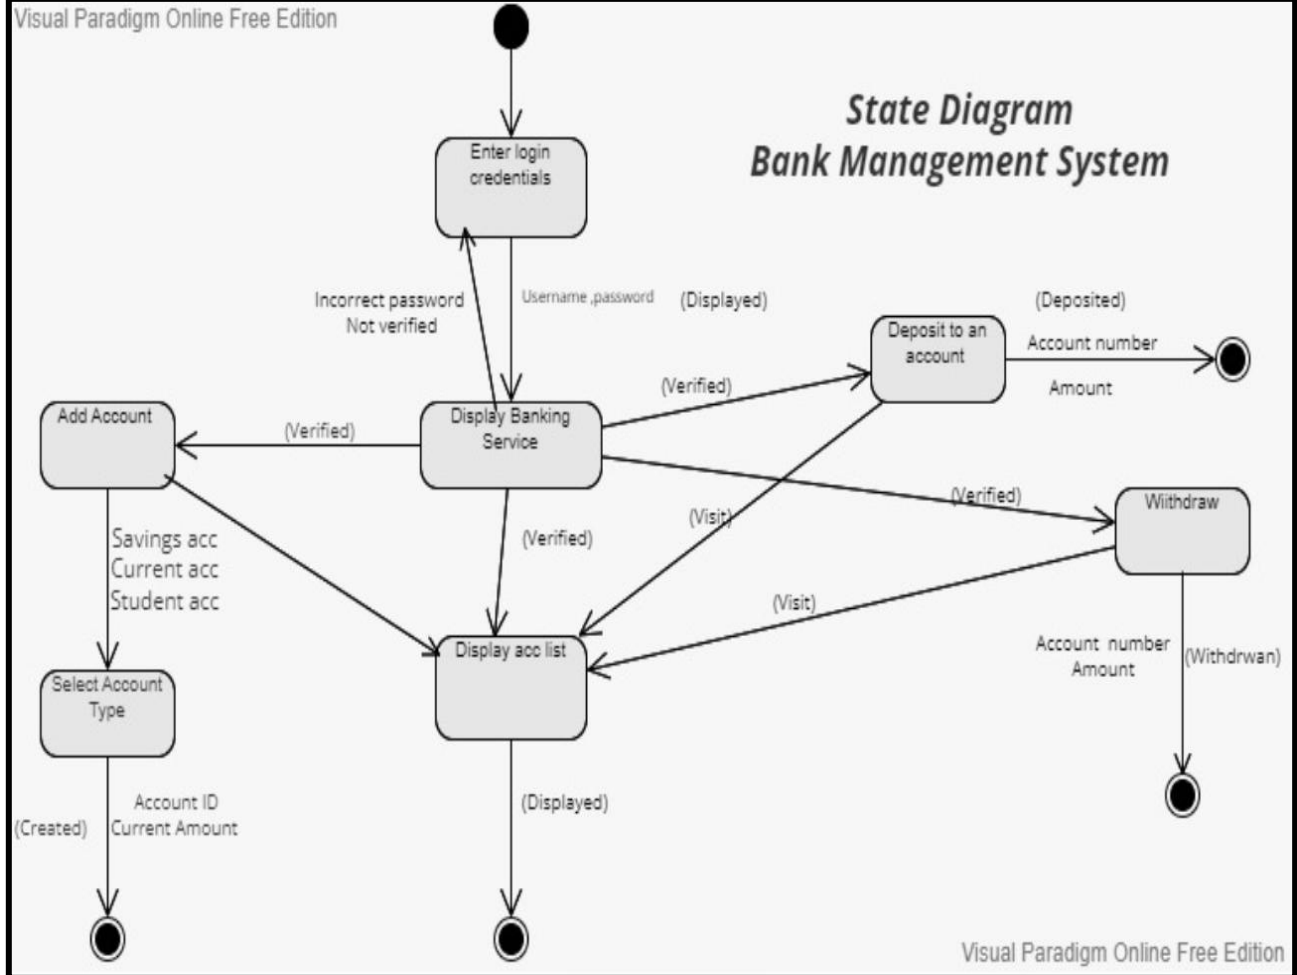 Visual Paradigm Online Free Edition
State Diagram
Bank Management System
Enter login
credentials
Incorrect password
Not verified
Username ,password
(Displayed)
(Deposited)
Deposit to an
account
Account number
Amount
(Verified)
Add Account
(Verified)
Display Banking
Service
(Verified)
Wiithdraw
(Visit)
(Verified)
Savings acc
Current acc
Student acc
(Visit)
Display acc list
Account number
Amount
(Withdrwan)
Select Account
Type
Account ID
Current Amount
(Created)
(Displayed)
Visual Paradigm Online Free Edition